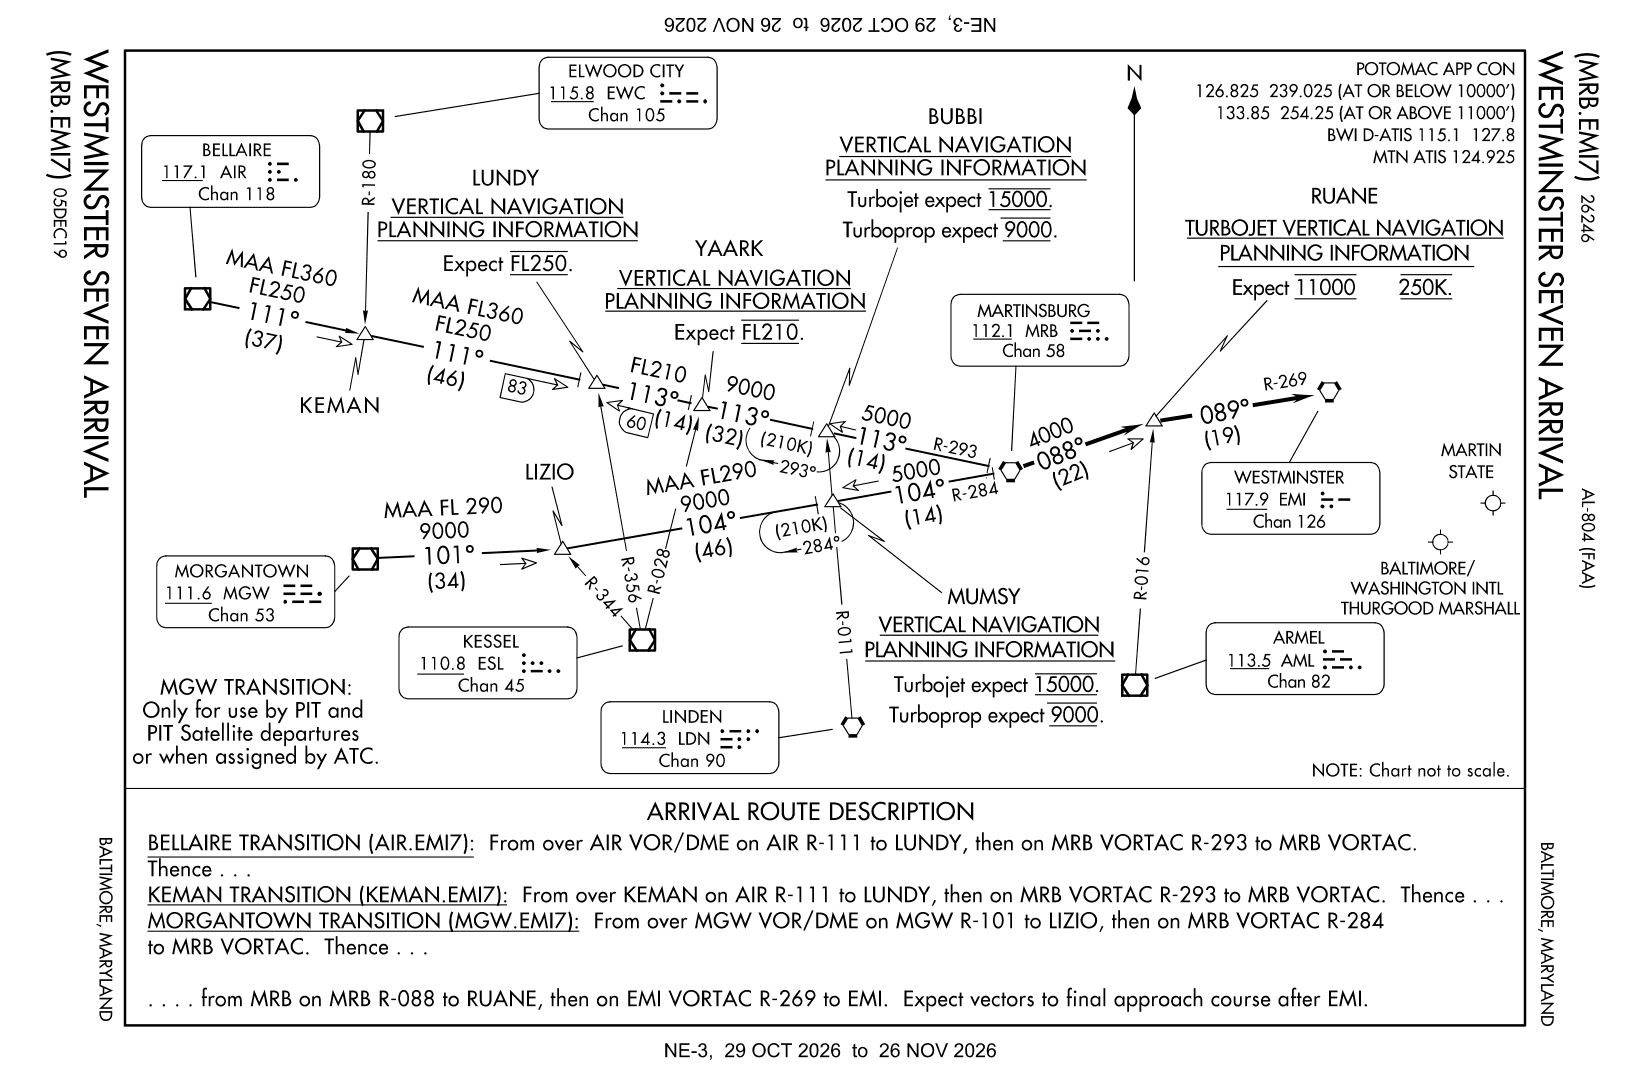 NE-3, 29 OCT 2026 to 26 NOV 2026
WESTMINSTER SEVEN ARRIVAL
(MRB.EMI7) 05DEC19
BALTIMORE, MARYLAND
(MRB.EMI7) 26246
WESTMINSTER SEVEN ARRIVAL
AL-804 (FAA)
BALTIMORE, MARYLAND
POTOMAC APP CON
126.825 239.025 (AT OR BELOW 10000')
133.85 254.25 (AT OR ABOVE 11000')
BWI D-ATIS 115.1 127.8
MTN ATIS 124.925
N
ELWOOD CITY
115.8 EWC
Chan 105
BELLAIRE
117.1 AIR
Chan 118
R-180
LUNDY
VERTICAL NAVIGATION
PLANNING INFORMATION
Expect FL250.
YAARK
VERTICAL NAVIGATION
PLANNING INFORMATION
Expect FL210.
BUBBI
VERTICAL NAVIGATION
PLANNING INFORMATION
Turbojet expect 15000.
Turboprop expect 9000.
RUANE
TURBOJET VERTICAL NAVIGATION
PLANNING INFORMATION
Expect 11000 250K.
MARTINSBURG
112.1 MRB
Chan 58
MAA FL360
FL250
111°
(37)
KEMAN
MAA FL360
FL250
111°
(46)
83
FL210
113°
(14)
60
9000
113°
(32)
(210K)
293°
5000
113°
(14)
R-293
4000
088°
(22)
R-269
089°
(19)
WESTMINSTER
117.9 EMI
Chan 126
MARTIN
STATE
BALTIMORE/
WASHINGTON INTL
THURGOOD MARSHALL
LIZIO
MAA FL 290
9000
101°
(34)
MAA FL290
9000
104°
(46)
(210K)
284°
5000
104°
(14)
R-284
MORGANTOWN
111.6 MGW
Chan 53
R-344
R-356
R-028
R-011
R-016
KESSEL
110.8 ESL
Chan 45
MUMSY
VERTICAL NAVIGATION
PLANNING INFORMATION
Turbojet expect 15000.
Turboprop expect 9000.
ARMEL
113.5 AML
Chan 82
LINDEN
114.3 LDN
Chan 90
MGW TRANSITION:
Only for use by PIT and
PIT Satellite departures
or when assigned by ATC.
NOTE: Chart not to scale.
ARRIVAL ROUTE DESCRIPTION
BELLAIRE TRANSITION (AIR.EMI7): From over AIR VOR/DME on AIR R-111 to LUNDY, then on MRB VORTAC R-293 to MRB VORTAC.
Thence . . .
KEMAN TRANSITION (KEMAN.EMI7): From over KEMAN on AIR R-111 to LUNDY, then on MRB VORTAC R-293 to MRB VORTAC. Thence . . .
MORGANTOWN TRANSITION (MGW.EMI7): From over MGW VOR/DME on MGW R-101 to LIZIO, then on MRB VORTAC R-284
to MRB VORTAC. Thence . . .
. . . . from MRB on MRB R-088 to RUANE, then on EMI VORTAC R-269 to EMI. Expect vectors to final approach course after EMI.
NE-3, 29 OCT 2026 to 26 NOV 2026